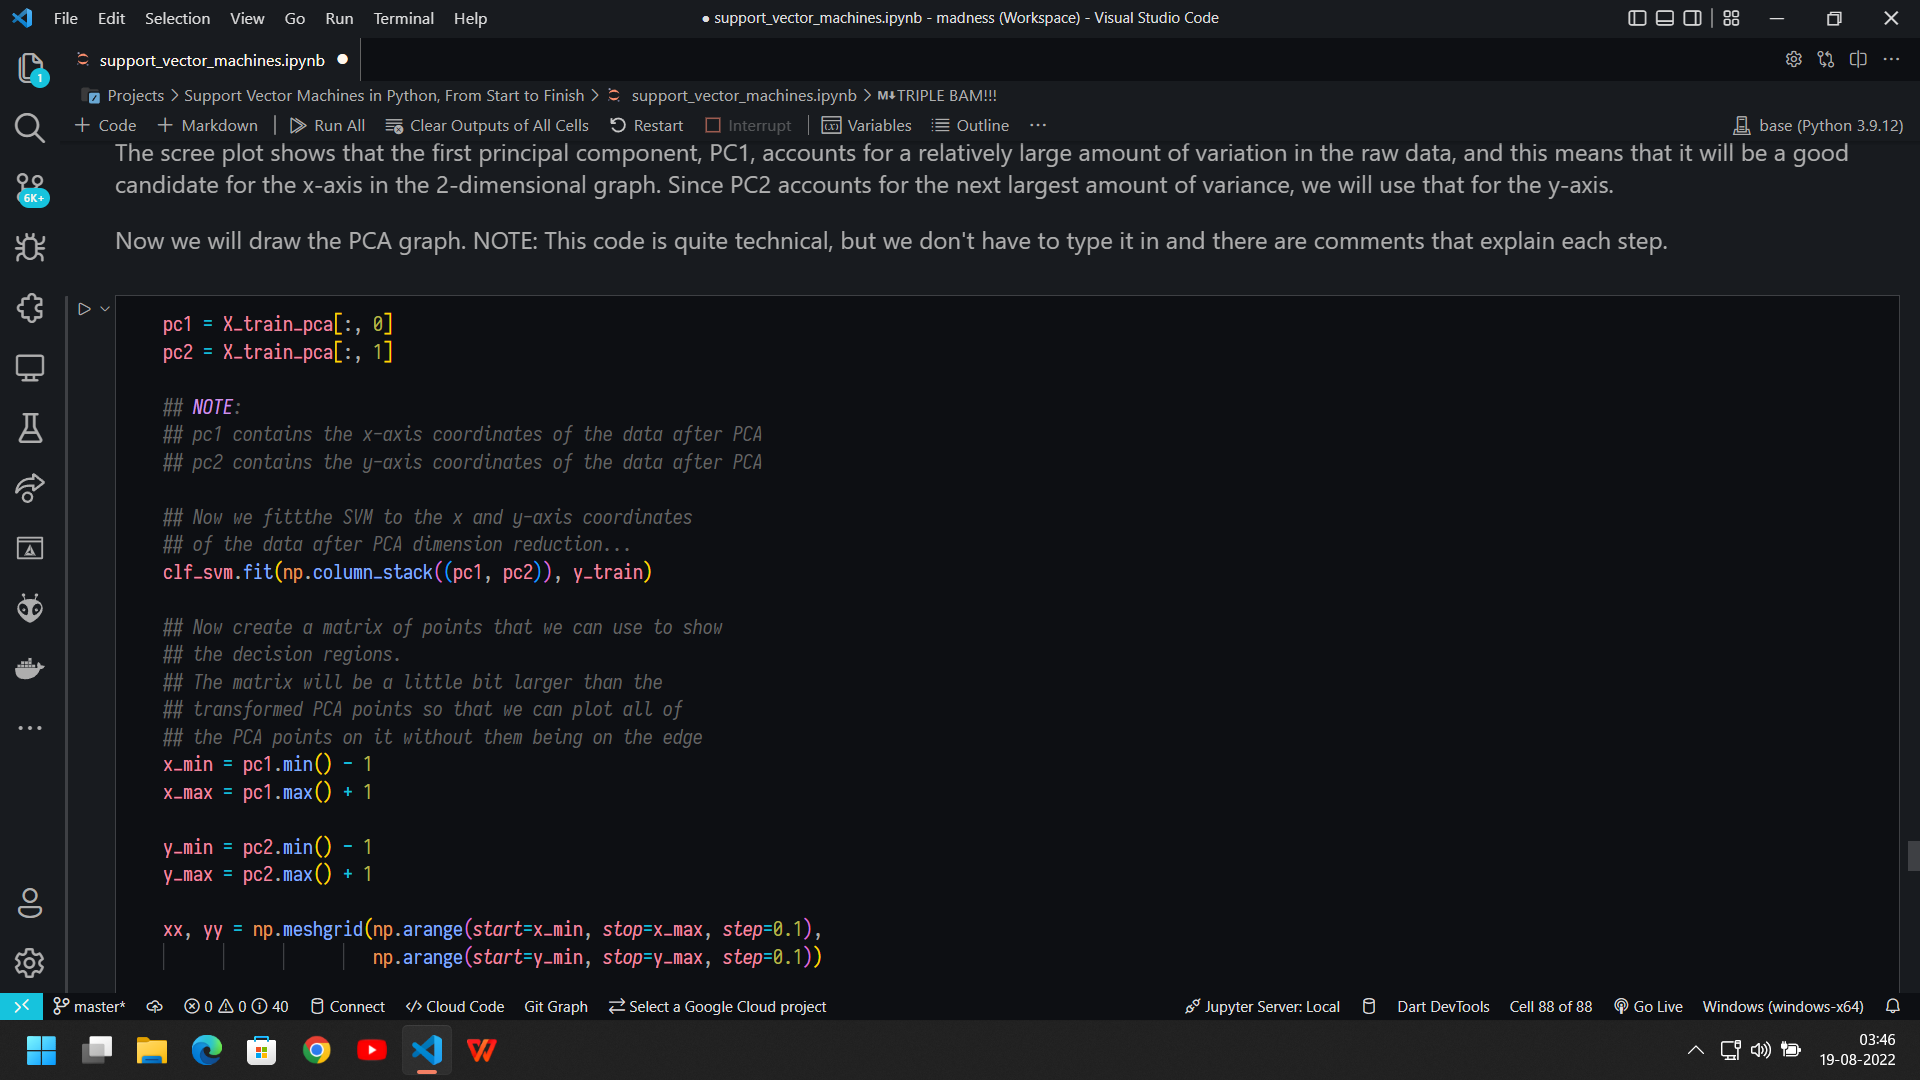 File Edit Selection View Go Run Terminal Help
● support_vector_machines.ipynb - madness (Workspace) - Visual Studio Code
support_vector_machines.ipynb ●
1
Projects > Support Vector Machines in Python, From Start to Finish > support_vector_machines.ipynb > M↓TRIPLE BAM!!!
+ Code + Markdown | Run All Clear Outputs of All Cells Restart Interrupt | Variables Outline ···
base (Python 3.9.12)
The scree plot shows that the first principal component, PC1, accounts for a relatively large amount of variation in the raw data, and this means that it will be a good
candidate for the x-axis in the 2-dimensional graph. Since PC2 accounts for the next largest amount of variance, we will use that for the y-axis.
6K+
Now we will draw the PCA graph. NOTE: This code is quite technical, but we don't have to type it in and there are comments that explain each step.
pc1 = X_train_pca[:, 0]
pc2 = X_train_pca[:, 1]
## NOTE:
## pc1 contains the x-axis coordinates of the data after PCA
## pc2 contains the y-axis coordinates of the data after PCA
## Now we fittthe SVM to the x and y-axis coordinates
## of the data after PCA dimension reduction...
clf_svm.fit(np.column_stack((pc1, pc2)), y_train)
## Now create a matrix of points that we can use to show
## the decision regions.
## The matrix will be a little bit larger than the
## transformed PCA points so that we can plot all of
## the PCA points on it without them being on the edge
x_min = pc1.min() - 1
x_max = pc1.max() + 1
y_min = pc2.min() - 1
y_max = pc2.max() + 1
xx, yy = np.meshgrid(np.arange(start=x_min, stop=x_max, step=0.1),
np.arange(start=y_min, stop=y_max, step=0.1))
master* 0 0 40 Connect Cloud Code Git Graph Select a Google Cloud project
Jupyter Server: Local Dart DevTools Cell 88 of 88 Go Live Windows (windows-x64)
03:46
19-08-2022